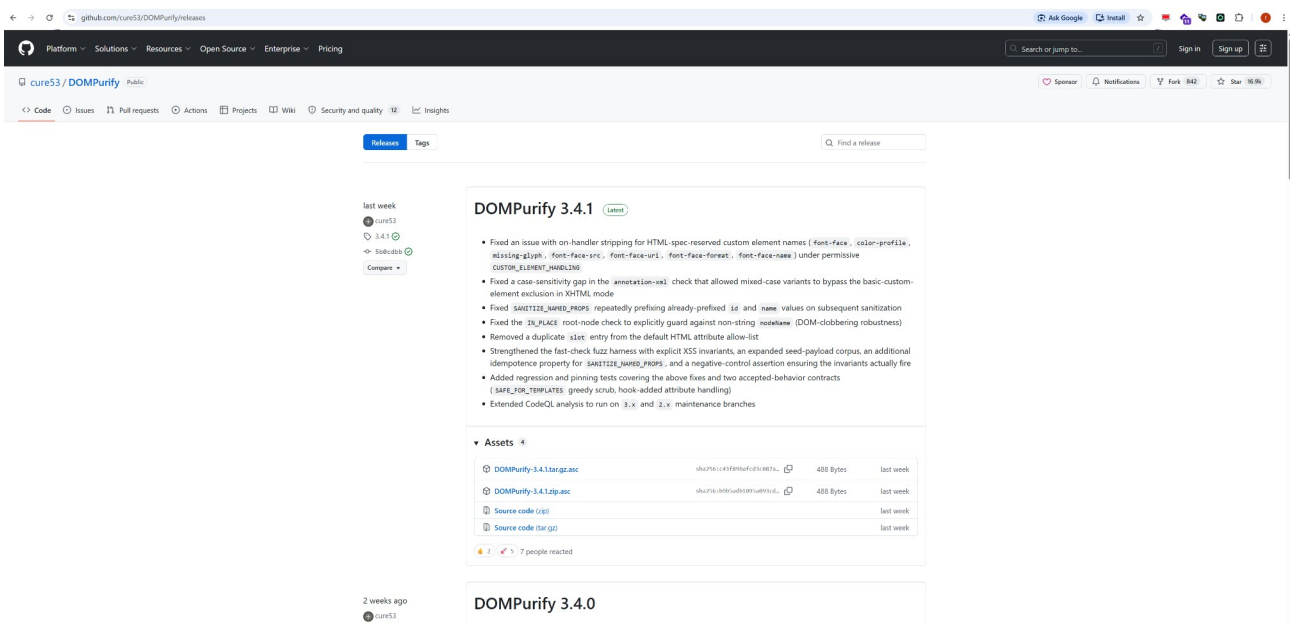 github.com/cure53/DOMPurify/releases
Ask Google
Install
Platform Solutions Resources Open Source Enterprise Pricing
Search or jump to...
/
Sign in
Sign up
cure53 / DOMPurify Public
Sponsor
Notifications
Fork 842
Star 16.9k
Code Issues Pull requests Actions Projects Wiki Security and quality 12 Insights
Releases Tags
Find a release
last week
cure53
3.4.1
5b0cdbb
Compare
DOMPurify 3.4.1 Latest
• Fixed an issue with on-handler stripping for HTML-spec-reserved custom element names ( font-face , color-profile ,
missing-glyph , font-face-src , font-face-uri , font-face-format , font-face-name ) under permissive
CUSTOM_ELEMENT_HANDLING
• Fixed a case-sensitivity gap in the annotation-xml check that allowed mixed-case variants to bypass the basic-custom-
element exclusion in XHTML mode
• Fixed SANITIZE_NAMED_PROPS repeatedly prefixing already-prefixed id and name values on subsequent sanitization
• Fixed the IN_PLACE root-node check to explicitly guard against non-string nodeName (DOM-clobbering robustness)
• Removed a duplicate slot entry from the default HTML attribute allow-list
• Strengthened the fast-check fuzz harness with explicit XSS invariants, an expanded seed-payload corpus, an additional
idempotence property for SANITIZE_NAMED_PROPS , and a negative-control assertion ensuring the invariants actually fire
• Added regression and pinning tests covering the above fixes and two accepted-behavior contracts
( SAFE_FOR_TEMPLATES greedy scrub, hook-added attribute handling)
• Extended CodeQL analysis to run on 3.x and 2.x maintenance branches
Assets 4
DOMPurify-3.4.1.tar.gz.asc 488 Bytes last week
DOMPurify-3.4.1.zip.asc 488 Bytes last week
Source code (zip) last week
Source code (tar.gz) last week
5 7 people reacted
2 weeks ago
cure53
DOMPurify 3.4.0